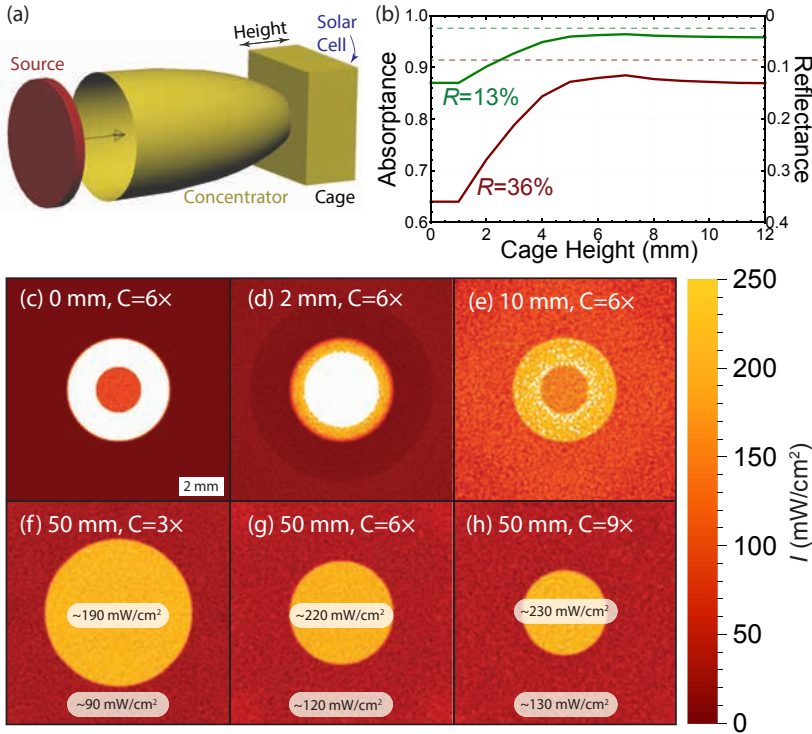 (a)
Height
Solar
Cell
Source
Concentrator
Cage
(b)
1.0
0.9
0.8
0.7
0.6
Absorptance
0
0.1
0.2
0.3
0.4
Reflectance
R=13%
R=36%
0
2
4
6
8
10
12
Cage Height (mm)
(c) 0 mm, C=6×
2 mm
(d) 2 mm, C=6×
(e) 10 mm, C=6×
(f) 50 mm, C=3×
~190 mW/cm²
~90 mW/cm²
(g) 50 mm, C=6×
~220 mW/cm²
~120 mW/cm²
(h) 50 mm, C=9×
~230 mW/cm²
~130 mW/cm²
250
200
150
100
50
0
I (mW/cm²)